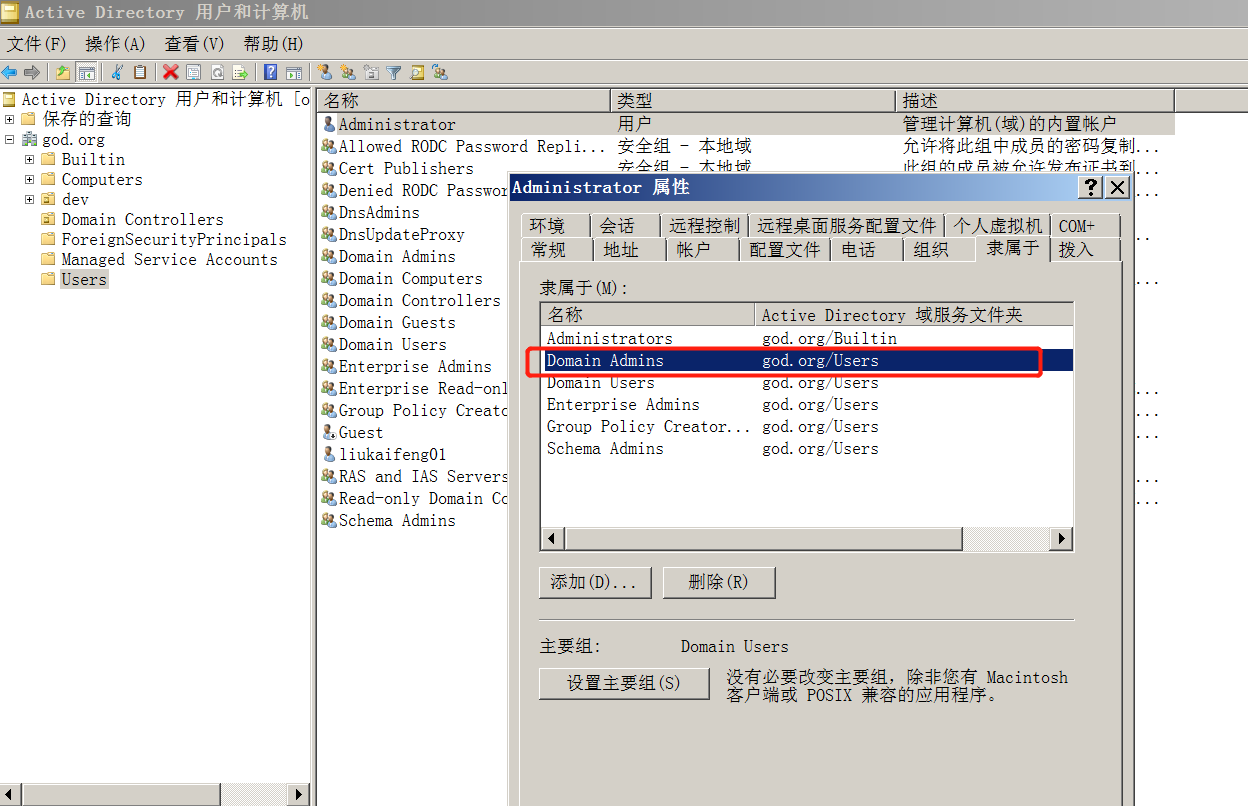 Active Directory 用户和计算机
文件(F) 操作(A) 查看(V) 帮助(H)
Active Directory 用户和计算机 [o
保存的查询
god.org
Builtin
Computers
dev
Domain Controllers
ForeignSecurityPrincipals
Managed Service Accounts
Users
名称 类型 描述
Administrator 用户 管理计算机(域)的内置帐户
Allowed RODC Password Repli... 安全组 - 本地域 允许将此组中成员的密码复制...
Cert Publishers 安全组 - 本地域 此组的成员被允许发布证书到...
Denied RODC Passwor
DnsAdmins
DnsUpdateProxy
Domain Admins
Domain Computers
Domain Controllers
Domain Guests
Domain Users
Enterprise Admins
Enterprise Read-onl
Group Policy Creato
Guest
liukaifeng01
RAS and IAS Servers
Read-only Domain Co
Schema Admins
Administrator 属性
环境 会话 远程控制 远程桌面服务配置文件 个人虚拟机 COM+
常规 地址 帐户 配置文件 电话 组织 隶属于 拨入
隶属于(M):
名称 Active Directory 域服务文件夹
Administrators god.org/Builtin
Domain Admins god.org/Users
Domain Users god.org/Users
Enterprise Admins god.org/Users
Group Policy Creator... god.org/Users
Schema Admins god.org/Users
添加(D)... 删除(R)
主要组: Domain Users
设置主要组(S)
没有必要改变主要组，除非您有 Macintosh
客户端或 POSIX 兼容的应用程序。